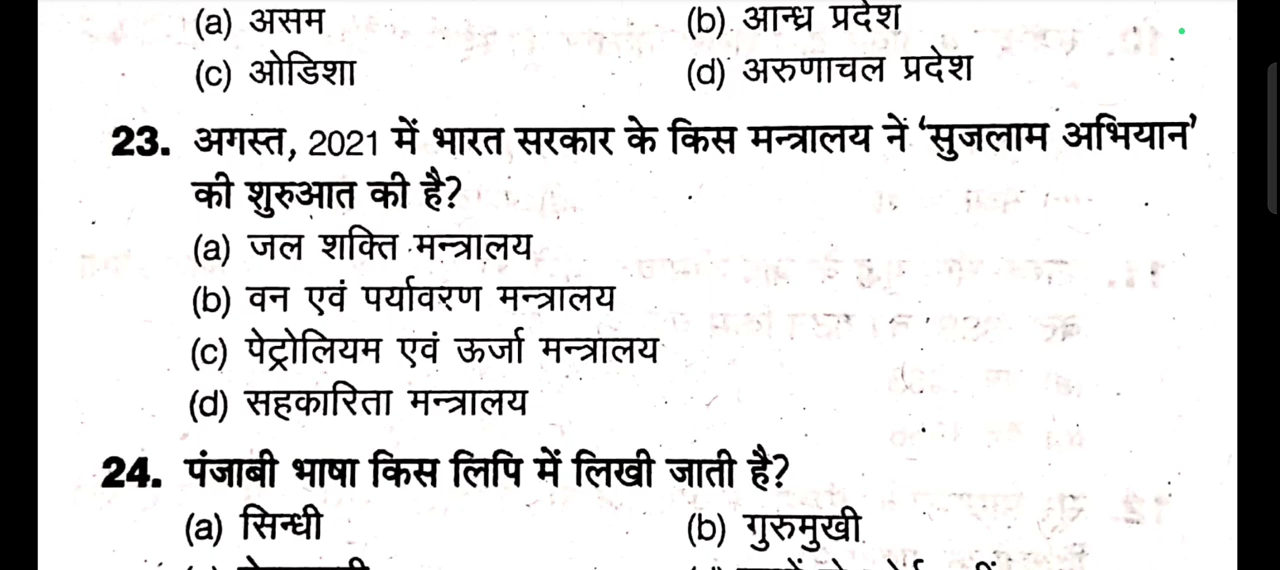 (a) असम (b) आन्ध्र प्रदेश
(c) ओडिशा (d) अरुणाचल प्रदेश
23. अगस्त, 2021 में भारत सरकार के किस मन्त्रालय नें ‘सुजलाम अभियान’
की शुरुआत की है?
(a) जल शक्ति मन्त्रालय
(b) वन एवं पर्यावरण मन्त्रालय
(c) पेट्रोलियम एवं ऊर्जा मन्त्रालय
(d) सहकारिता मन्त्रालय
24. पंजाबी भाषा किस लिपि में लिखी जाती है?
(a) सिन्धी (b) गुरुमुखी